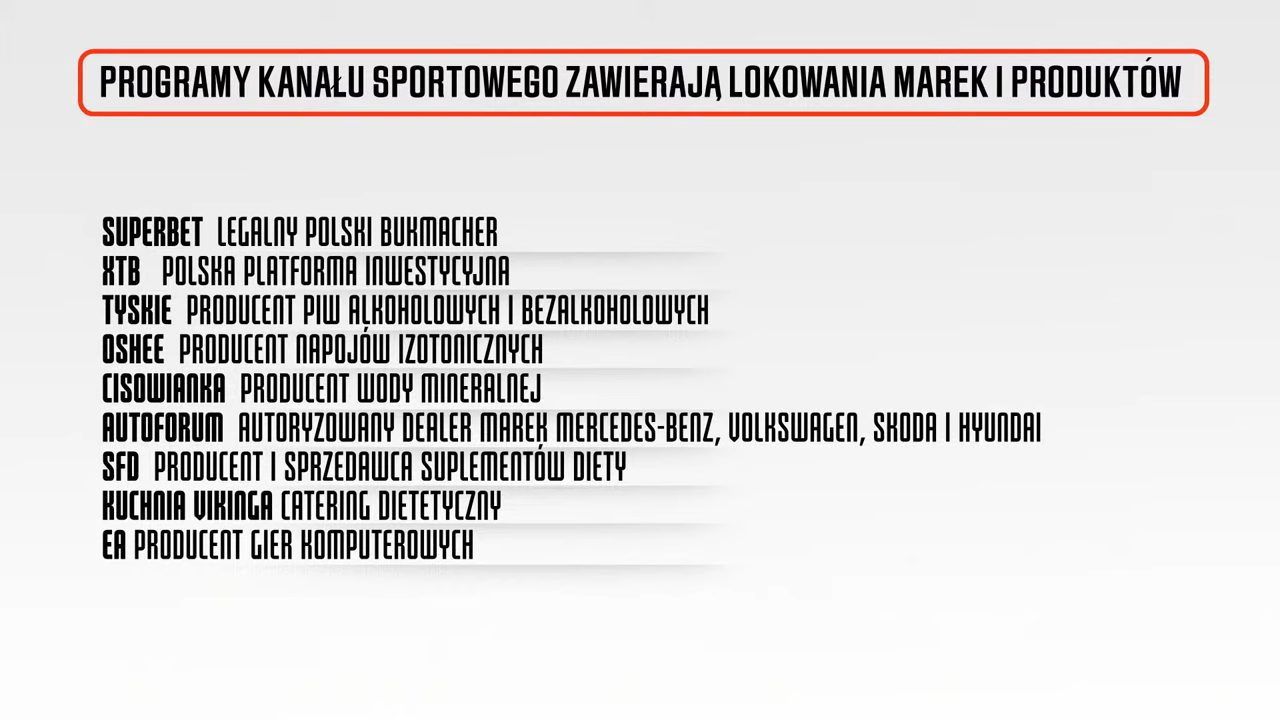 PROGRAMY KANAŁU SPORTOWEGO ZAWIERAJĄ LOKOWANIA MAREK I PRODUKTÓW
SUPERBET LEGALNY POLSKI BUKMACHER
XTB POLSKA PLATFORMA INWESTYCYJNA
TYSKIE PRODUCENT PIW ALKOHOLOWYCH I BEZALKOHOLOWYCH
OSHEE PRODUCENT NAPOJÓW IZOTONICZNYCH
CISOWIANKA PRODUCENT WODY MINERALNEJ
AUTOFORUM AUTORYZOWANY DEALER MAREK MERCEDES-BENZ, VOLKSWAGEN, SKODA I HYUNDAI
SFD PRODUCENT I SPRZEDAWCA SUPLEMENTÓW DIETY
KUCHNIA VIKINGA CATERING DIETETYCZNY
EA PRODUCENT GIER KOMPUTEROWYCH